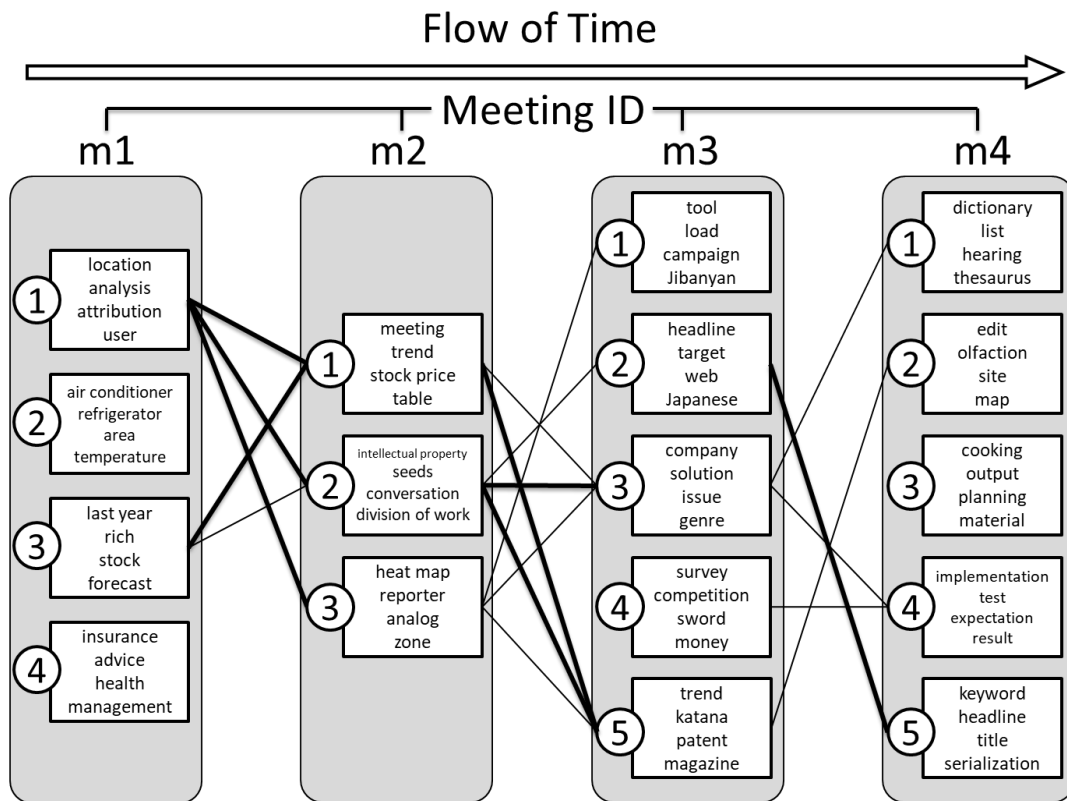 Flow of Time
Meeting ID
m1
m2
m3
m4
1
location
analysis
attribution
user
2
air conditioner
refrigerator
area
temperature
3
last year
rich
stock
forecast
4
insurance
advice
health
management
1
meeting
trend
stock price
table
2
intellectual property
seeds
conversation
division of work
3
heat map
reporter
analog
zone
1
tool
load
campaign
Jibanyan
2
headline
target
web
Japanese
3
company
solution
issue
genre
4
survey
competition
sword
money
5
trend
katana
patent
magazine
1
dictionary
list
hearing
thesaurus
2
edit
olfaction
site
map
3
cooking
output
planning
material
4
implementation
test
expectation
result
5
keyword
headline
title
serialization